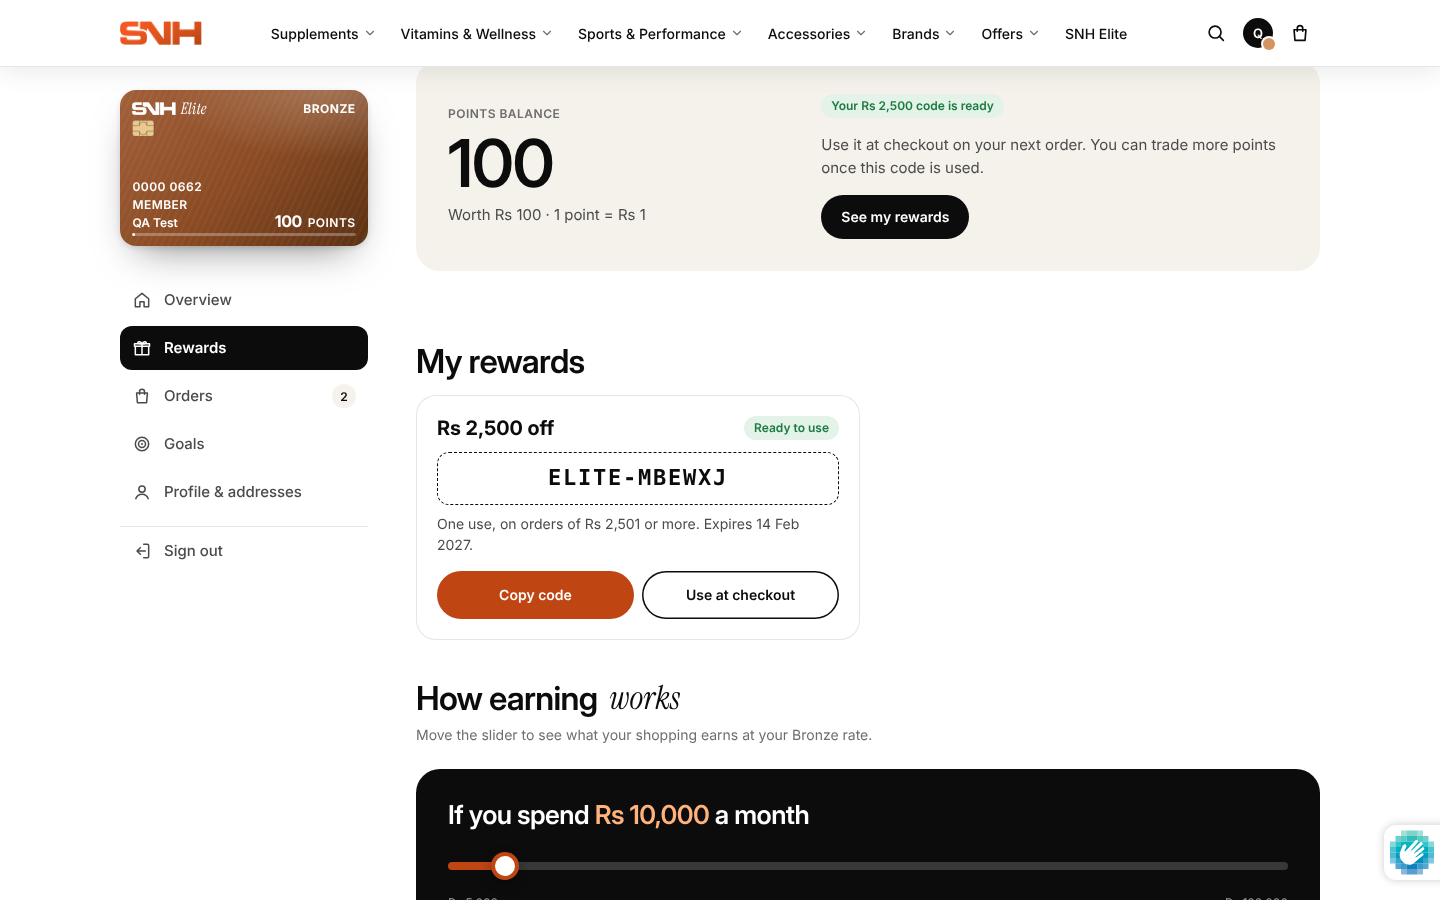 SNH
Supplements
Vitamins & Wellness
Sports & Performance
Accessories
Brands
Offers
SNH Elite
Q
SNH Elite
BRONZE
0000 0662
MEMBER
QA Test
100 POINTS
Overview
Rewards
Orders
2
Goals
Profile & addresses
Sign out
POINTS BALANCE
100
Worth Rs 100 · 1 point = Rs 1
Your Rs 2,500 code is ready
Use it at checkout on your next order. You can trade more points
once this code is used.
See my rewards
My rewards
Rs 2,500 off
Ready to use
ELITE-MBEWXJ
One use, on orders of Rs 2,501 or more. Expires 14 Feb
2027.
Copy code
Use at checkout
How earning works
Move the slider to see what your shopping earns at your Bronze rate.
If you spend Rs 10,000 a month